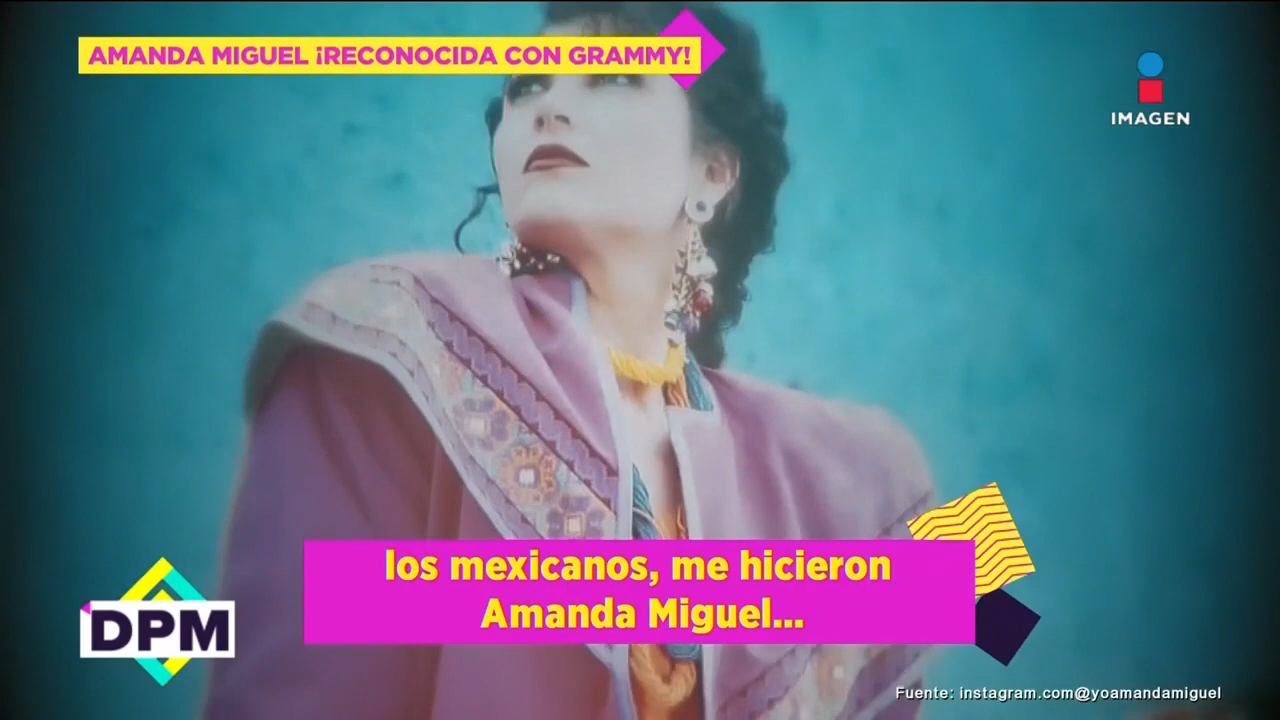 AMANDA MIGUEL ¡RECONOCIDA CON GRAMMY!
IMAGEN
los mexicanos, me hicieron
Amanda Miguel...
DPM
Fuente: instagram.com@yoamandamiguel